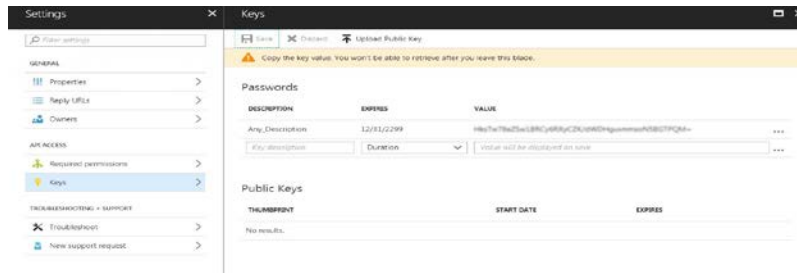 Settings
Keys
Filter settings
Save Discard Upload Public Key
Copy the key value. You won't be able to retrieve after you leave this blade.
GENERAL
Properties
Reply URLs
Owners
API ACCESS
Required permissions
Keys
TROUBLESHOOTING + SUPPORT
Troubleshoot
New support request
Passwords
DESCRIPTION EXPIRES VALUE
Any_Description 12/31/2299
Key description Duration Value will be displayed on save
Public Keys
THUMBPRINT START DATE EXPIRES
No results.